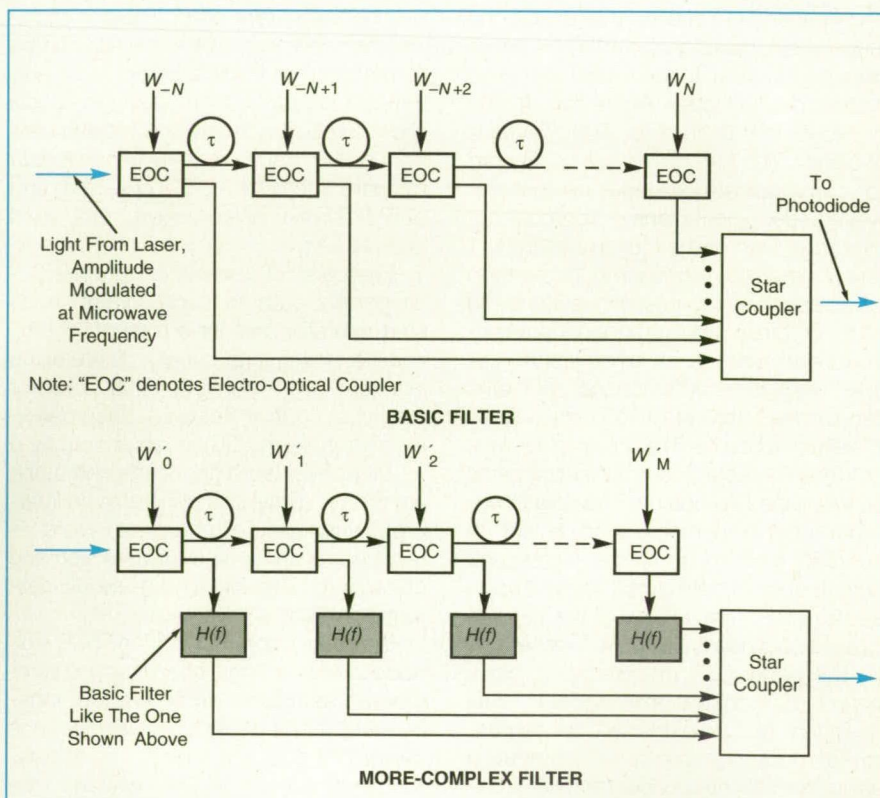 W–N W–N+1 W–N+2 WN
τ τ τ
EOC EOC EOC EOC
To
Photodiode
Light From Laser,
Amplitude
Modulated
at Microwave
Frequency
Star
Coupler
Note: “EOC” denotes Electro-Optical Coupler
BASIC FILTER
W´0 W´1 W´2 W´M
τ τ τ
EOC EOC EOC EOC
H(f) H(f) H(f) H(f)
Star
Coupler
Basic Filter
Like The One
Shown Above
MORE-COMPLEX FILTER